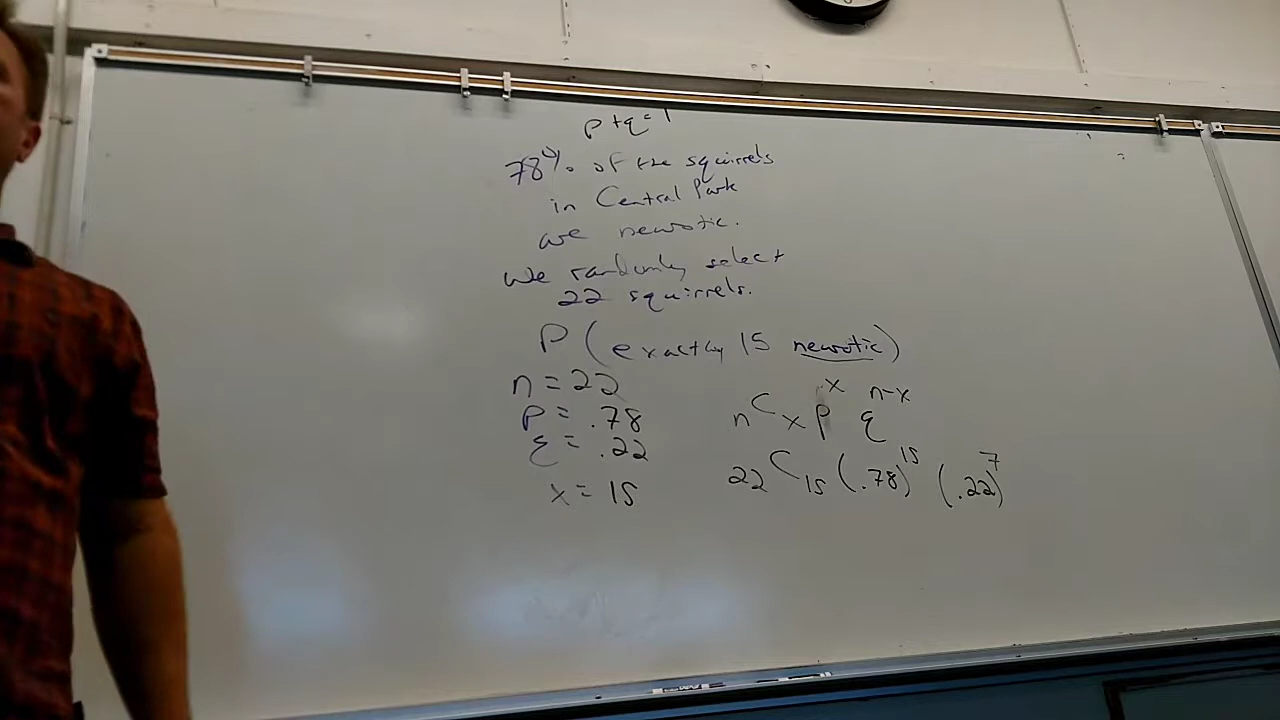 p + q = 1
78% of the squirrels
in Central Park
are neurotic.
We randomly select
22 squirrels.
P (exactly 15 neurotic)
n = 22
p = .78
q = .22
x = 15
nCx p^x q^n-x
22C15 (.78)^15 (.22)^7